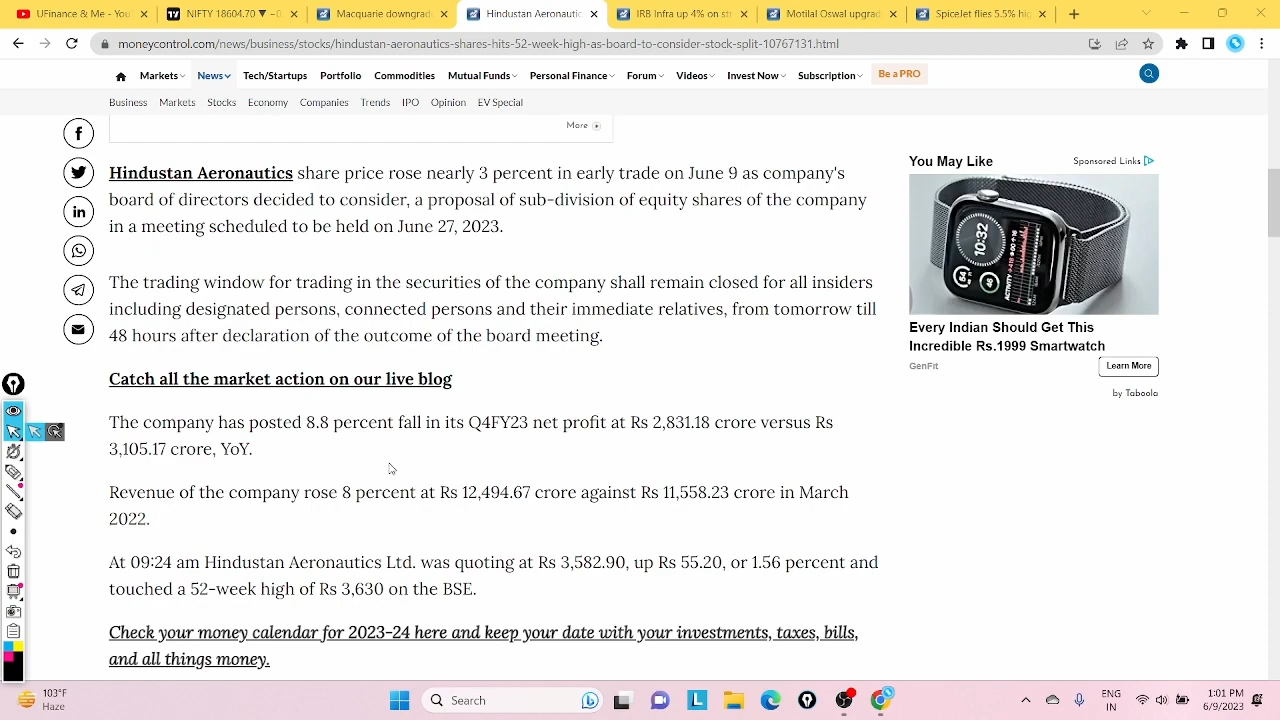 UFinance & Me - You
NIFTY 18604.70 ▼ −0.
Macquarie downgrad
Hindustan Aeronautic
IRB Infra up 4% on str
Motilal Oswal upgrad
SpiceJet flies 5.5% hig
moneycontrol.com/news/business/stocks/hindustan-aeronautics-share-hits-52-week-high-as-board-to-consider-stock-split-10767131.html
Markets News Tech/Startups Portfolio Commodities Mutual Funds Personal Finance Forum Videos Invest Now Subscription Be a PRO
Business Markets Stocks Economy Companies Trends IPO Opinion EV Special
More
Hindustan Aeronautics share price rose nearly 3 percent in early trade on June 9 as company's
board of directors decided to consider, a proposal of sub-division of equity shares of the company
in a meeting scheduled to be held on June 27, 2023.
The trading window for trading in the securities of the company shall remain closed for all insiders
including designated persons, connected persons and their immediate relatives, from tomorrow till
48 hours after declaration of the outcome of the board meeting.
Catch all the market action on our live blog
The company has posted 8.8 percent fall in its Q4FY23 net profit at Rs 2,831.18 crore versus Rs
3,105.17 crore, YoY.
Revenue of the company rose 8 percent at Rs 12,494.67 crore against Rs 11,558.23 crore in March
2022.
At 09:24 am Hindustan Aeronautics Ltd. was quoting at Rs 3,582.90, up Rs 55.20, or 1.56 percent and
touched a 52-week high of Rs 3,630 on the BSE.
Check your money calendar for 2023-24 here and keep your date with your investments, taxes, bills,
and all things money.
You May Like
Sponsored Links
10:32
64
ACTIVITY
Every Indian Should Get This
Incredible Rs.1999 Smartwatch
GenFit
Learn More
by Taboola
103°F
Haze
Search
ENG
IN
1:01 PM
6/9/2023